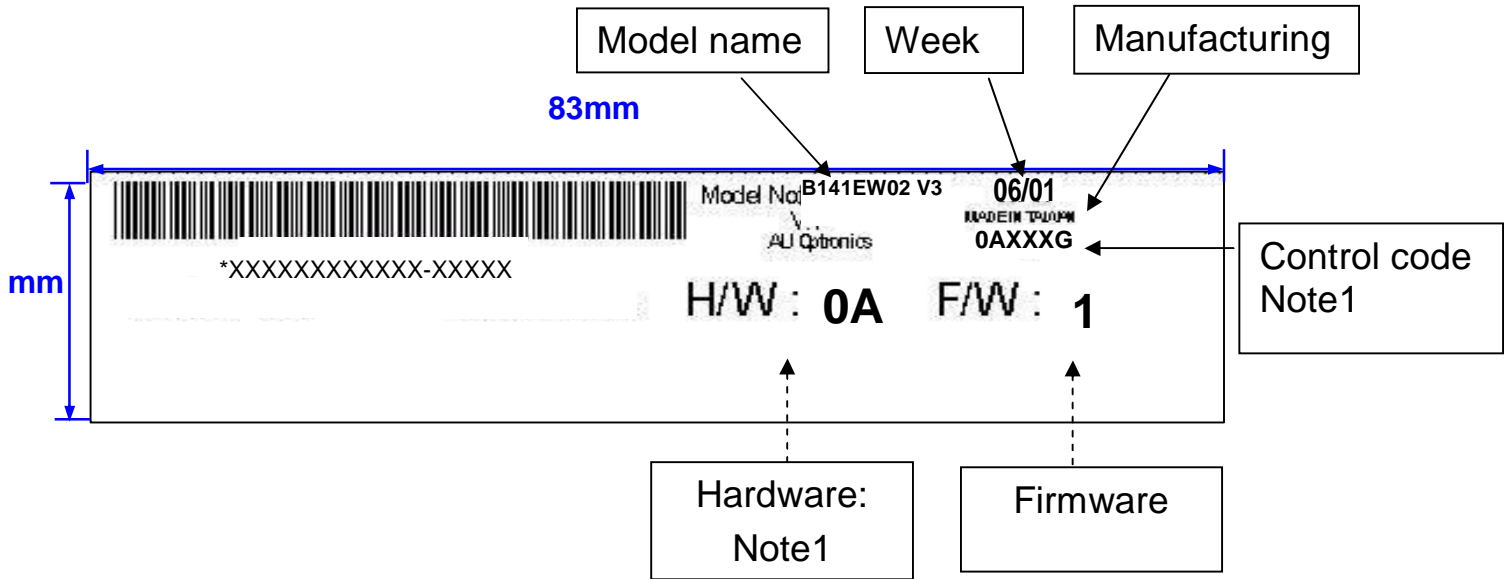 Model name
Week
Manufacturing
83mm
Model No:
B141EW02 V3
06/01
MADE IN TAIWAN
AU Optronics
0AXXXG
*XXXXXXXXXXXXX-XXXXX
mm
H/W : 0A
F/W : 1
Control code
Note1
Hardware:
Note1
Firmware